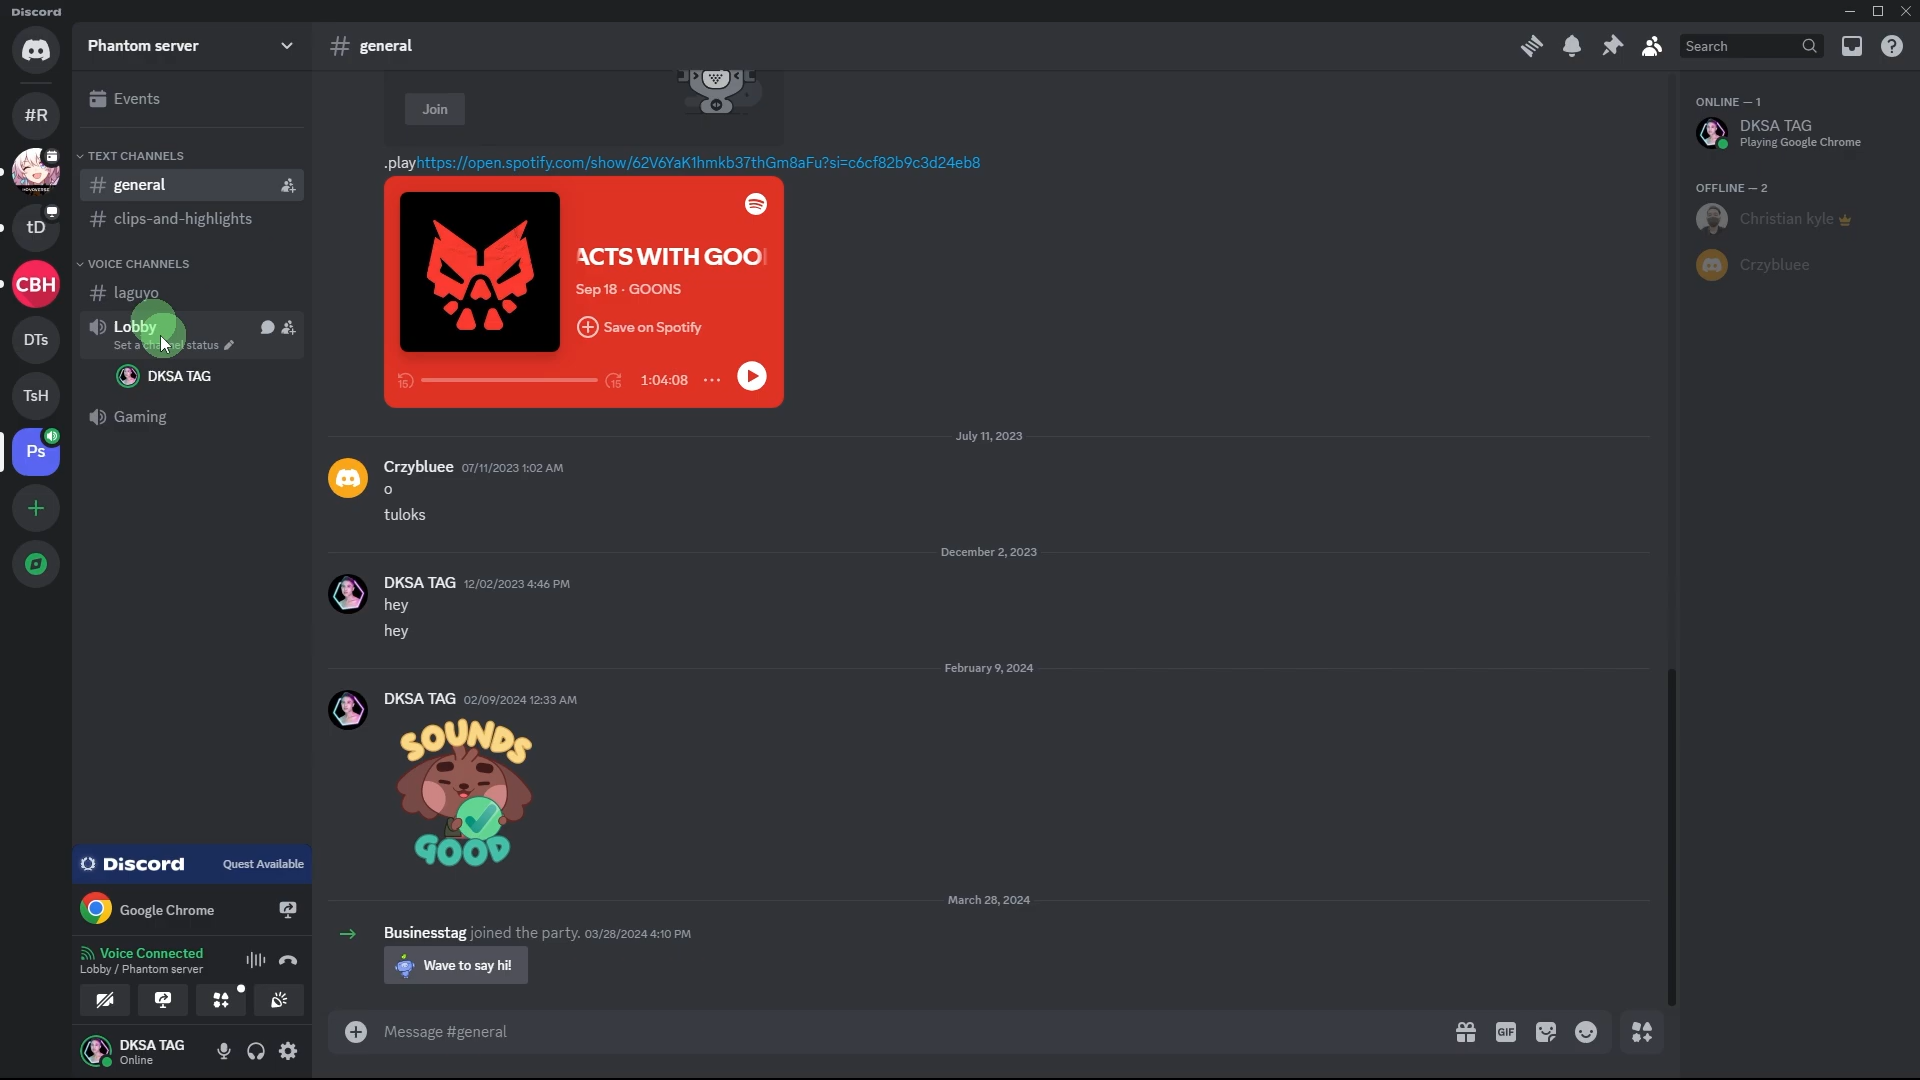 Discord
Phantom server
general
Search
Events
TEXT CHANNELS
general
clips-and-highlights
VOICE CHANNELS
laguyo
Lobby
Set a channel status
DKSA TAG
Gaming
#R
HOYOVERSE
tD
CBH
DTs
TsH
Ps
Discord
Quest Available
Google Chrome
Voice Connected
Lobby / Phantom server
DKSA TAG
Online
Join
.playhttps://open.spotify.com/show/62V6YaK1hmkb37thGm8aFu?si=c6cf82b9c3d24eb8
ACTS WITH GOO
Sep 18 · GOONS
Save on Spotify
15
15
1:04:08
July 11, 2023
Crzybluee 07/11/2023 1:02 AM
o
tuloks
December 2, 2023
DKSA TAG 12/02/2023 4:46 PM
hey
hey
February 9, 2024
DKSA TAG 02/09/2024 12:33 AM
SOUNDS
GOOD
March 28, 2024
Businesstag joined the party. 03/28/2024 4:10 PM
Wave to say hi!
Message #general
GIF
ONLINE — 1
DKSA TAG
Playing Google Chrome
OFFLINE — 2
Christian kyle
Crzybluee